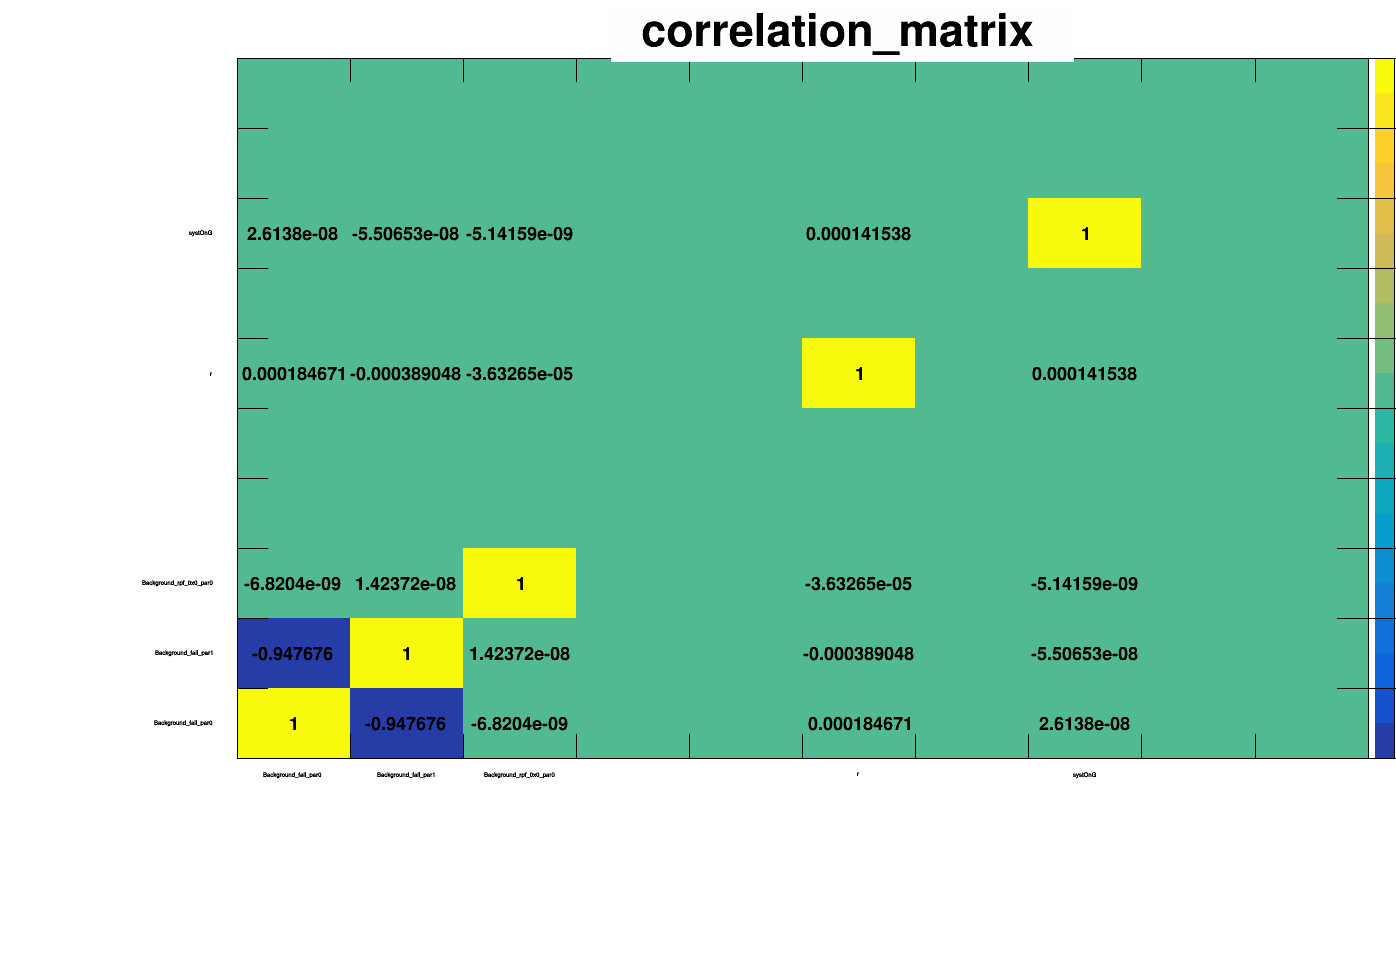 correlation_matrix
systOnG 2.6138e-08 -5.50653e-08 -5.14159e-09 0.000141538 1
r 0.000184671 -0.000389048 -3.63265e-05 1 0.000141538
Background_rpf_0x0_par0 -6.8204e-09 1.42372e-08 1 -3.63265e-05 -5.14159e-09
Background_fail_par1 -0.947676 1 1.42372e-08 -0.000389048 -5.50653e-08
Background_fail_par0 1 -0.947676 -6.8204e-09 0.000184671 2.6138e-08
Background_fail_par0 Background_fail_par1 Background_rpf_0x0_par0 r systOnG